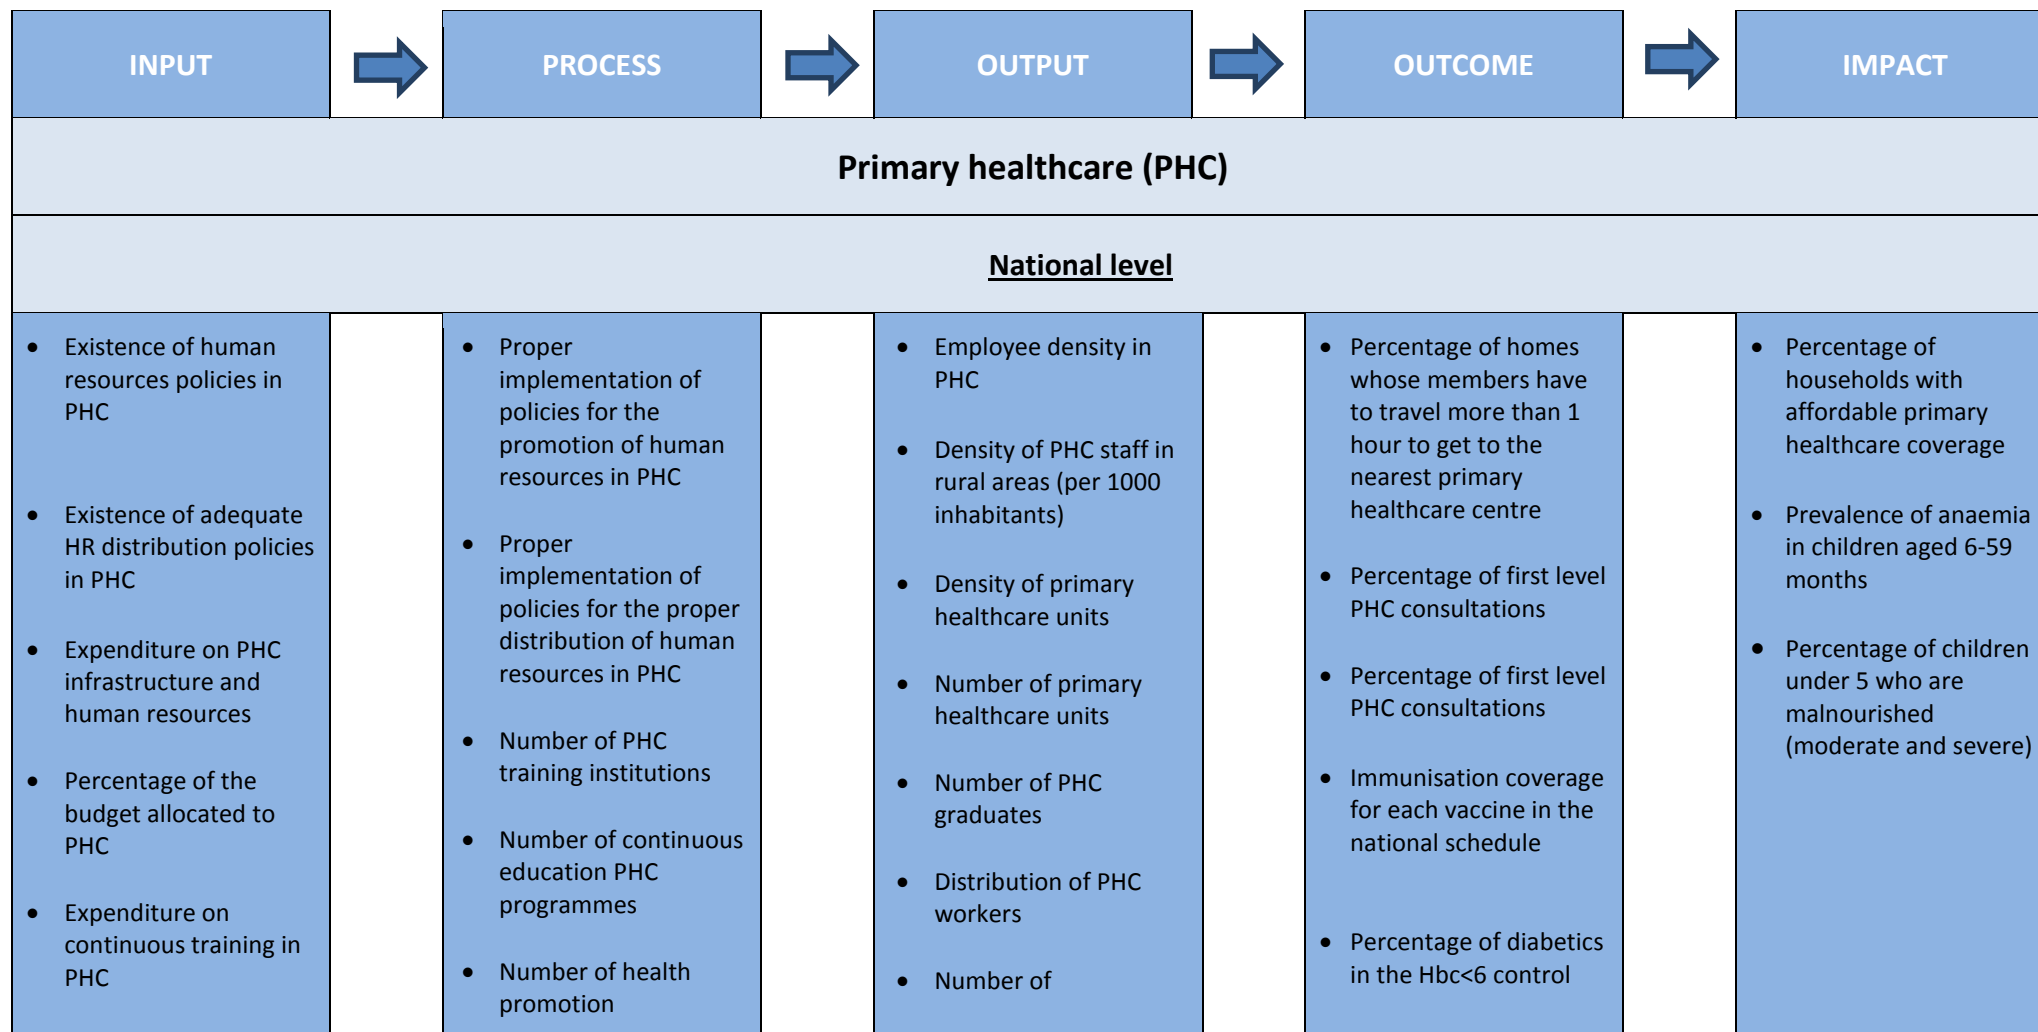 INPUT
PROCESS
OUTPUT
OUTCOME
IMPACT
Primary healthcare (PHC)
National level
• Existence of human
resources policies in
PHC
• Existence of adequate
HR distribution policies
in PHC
• Expenditure on PHC
infrastructure and
human resources
• Percentage of the
budget allocated to
PHC
• Expenditure on
continuous training in
PHC
• Proper
implementation of
policies for the
promotion of human
resources in PHC
• Proper
implementation of
policies for the proper
distribution of human
resources in PHC
• Number of PHC
training institutions
• Number of continuous
education PHC
programmes
• Number of health
promotion
• Employee density in
PHC
• Density of PHC staff in
rural areas (per 1000
inhabitants)
• Density of primary
healthcare units
• Number of primary
healthcare units
• Number of PHC
graduates
• Distribution of PHC
workers
• Number of
• Percentage of homes
whose members have
to travel more than 1
hour to get to the
nearest primary
healthcare centre
• Percentage of first level
PHC consultations
• Percentage of first level
PHC consultations
• Immunisation coverage
for each vaccine in the
national schedule
• Percentage of diabetics
in the Hbc<6 control
• Percentage of
households with
affordable primary
healthcare coverage
• Prevalence of anaemia
in children aged 6-59
months
• Percentage of children
under 5 who are
malnourished
(moderate and severe)